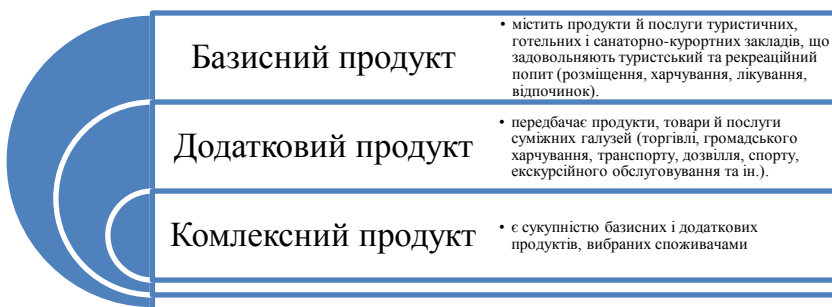 Базисний продукт
• містить продукти й послуги туристичних,
готельних і санаторно-курортних закладів, що
задовольняють туристський та рекреаційний
попит (розміщення, харчування, лікування,
відпочинок).
Додатковий продукт
• передбачає продукти, товари й послуги
суміжних галузей (торгівлі, громадського
харчування, транспорту, дозвілля, спорту,
екскурсійного обслуговування та ін.).
Комлексний продукт
• є сукупністю базисних і додаткових
продуктів, вибраних споживачами